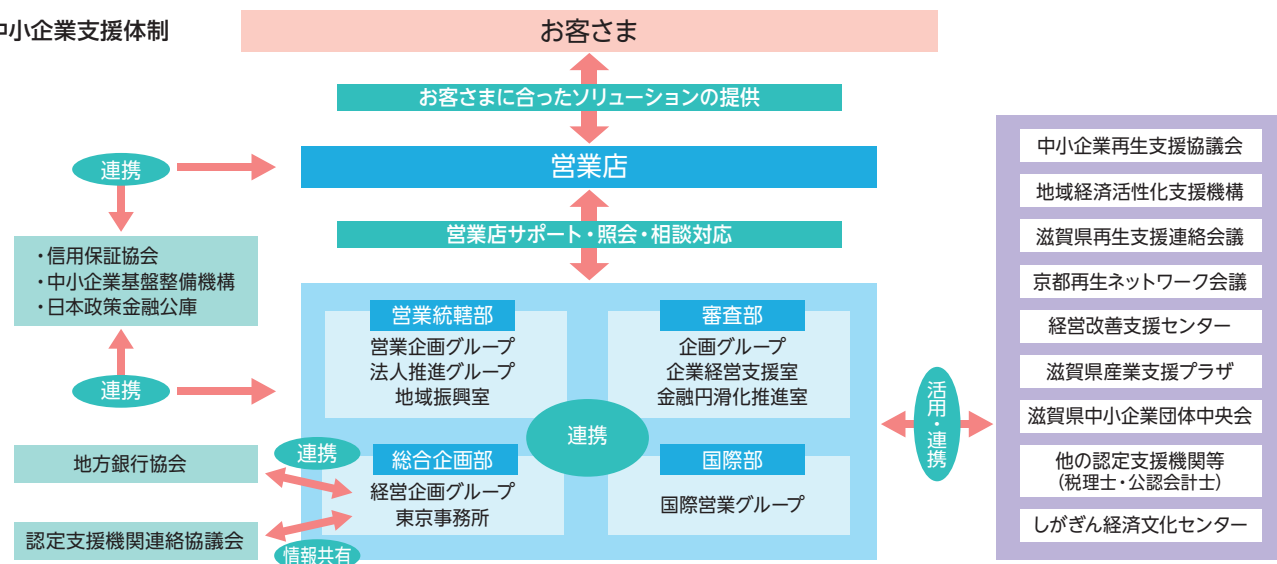 中小企業支援体制
お客さま
お客さまに合ったソリューションの提供
営業店
連携
営業店サポート・照会・相談対応
・信用保証協会
・中小企業基盤整備機構
・日本政策金融公庫
連携
営業統轄部
営業企画グループ
法人推進グループ
地域振興室
審査部
企画グループ
企業経営支援室
金融円滑化推進室
連携
総合企画部
経営企画グループ
東京事務所
国際部
国際営業グループ
連携
地方銀行協会
認定支援機関連絡協議会
情報共有
活用・連携
中小企業再生支援協議会
地域経済活性化支援機構
滋賀県再生支援連絡会議
京都再生ネットワーク会議
経営改善支援センター
滋賀県産業支援プラザ
滋賀県中小企業団体中央会
他の認定支援機関等
(税理士・公認会計士)
しがぎん経済文化センター